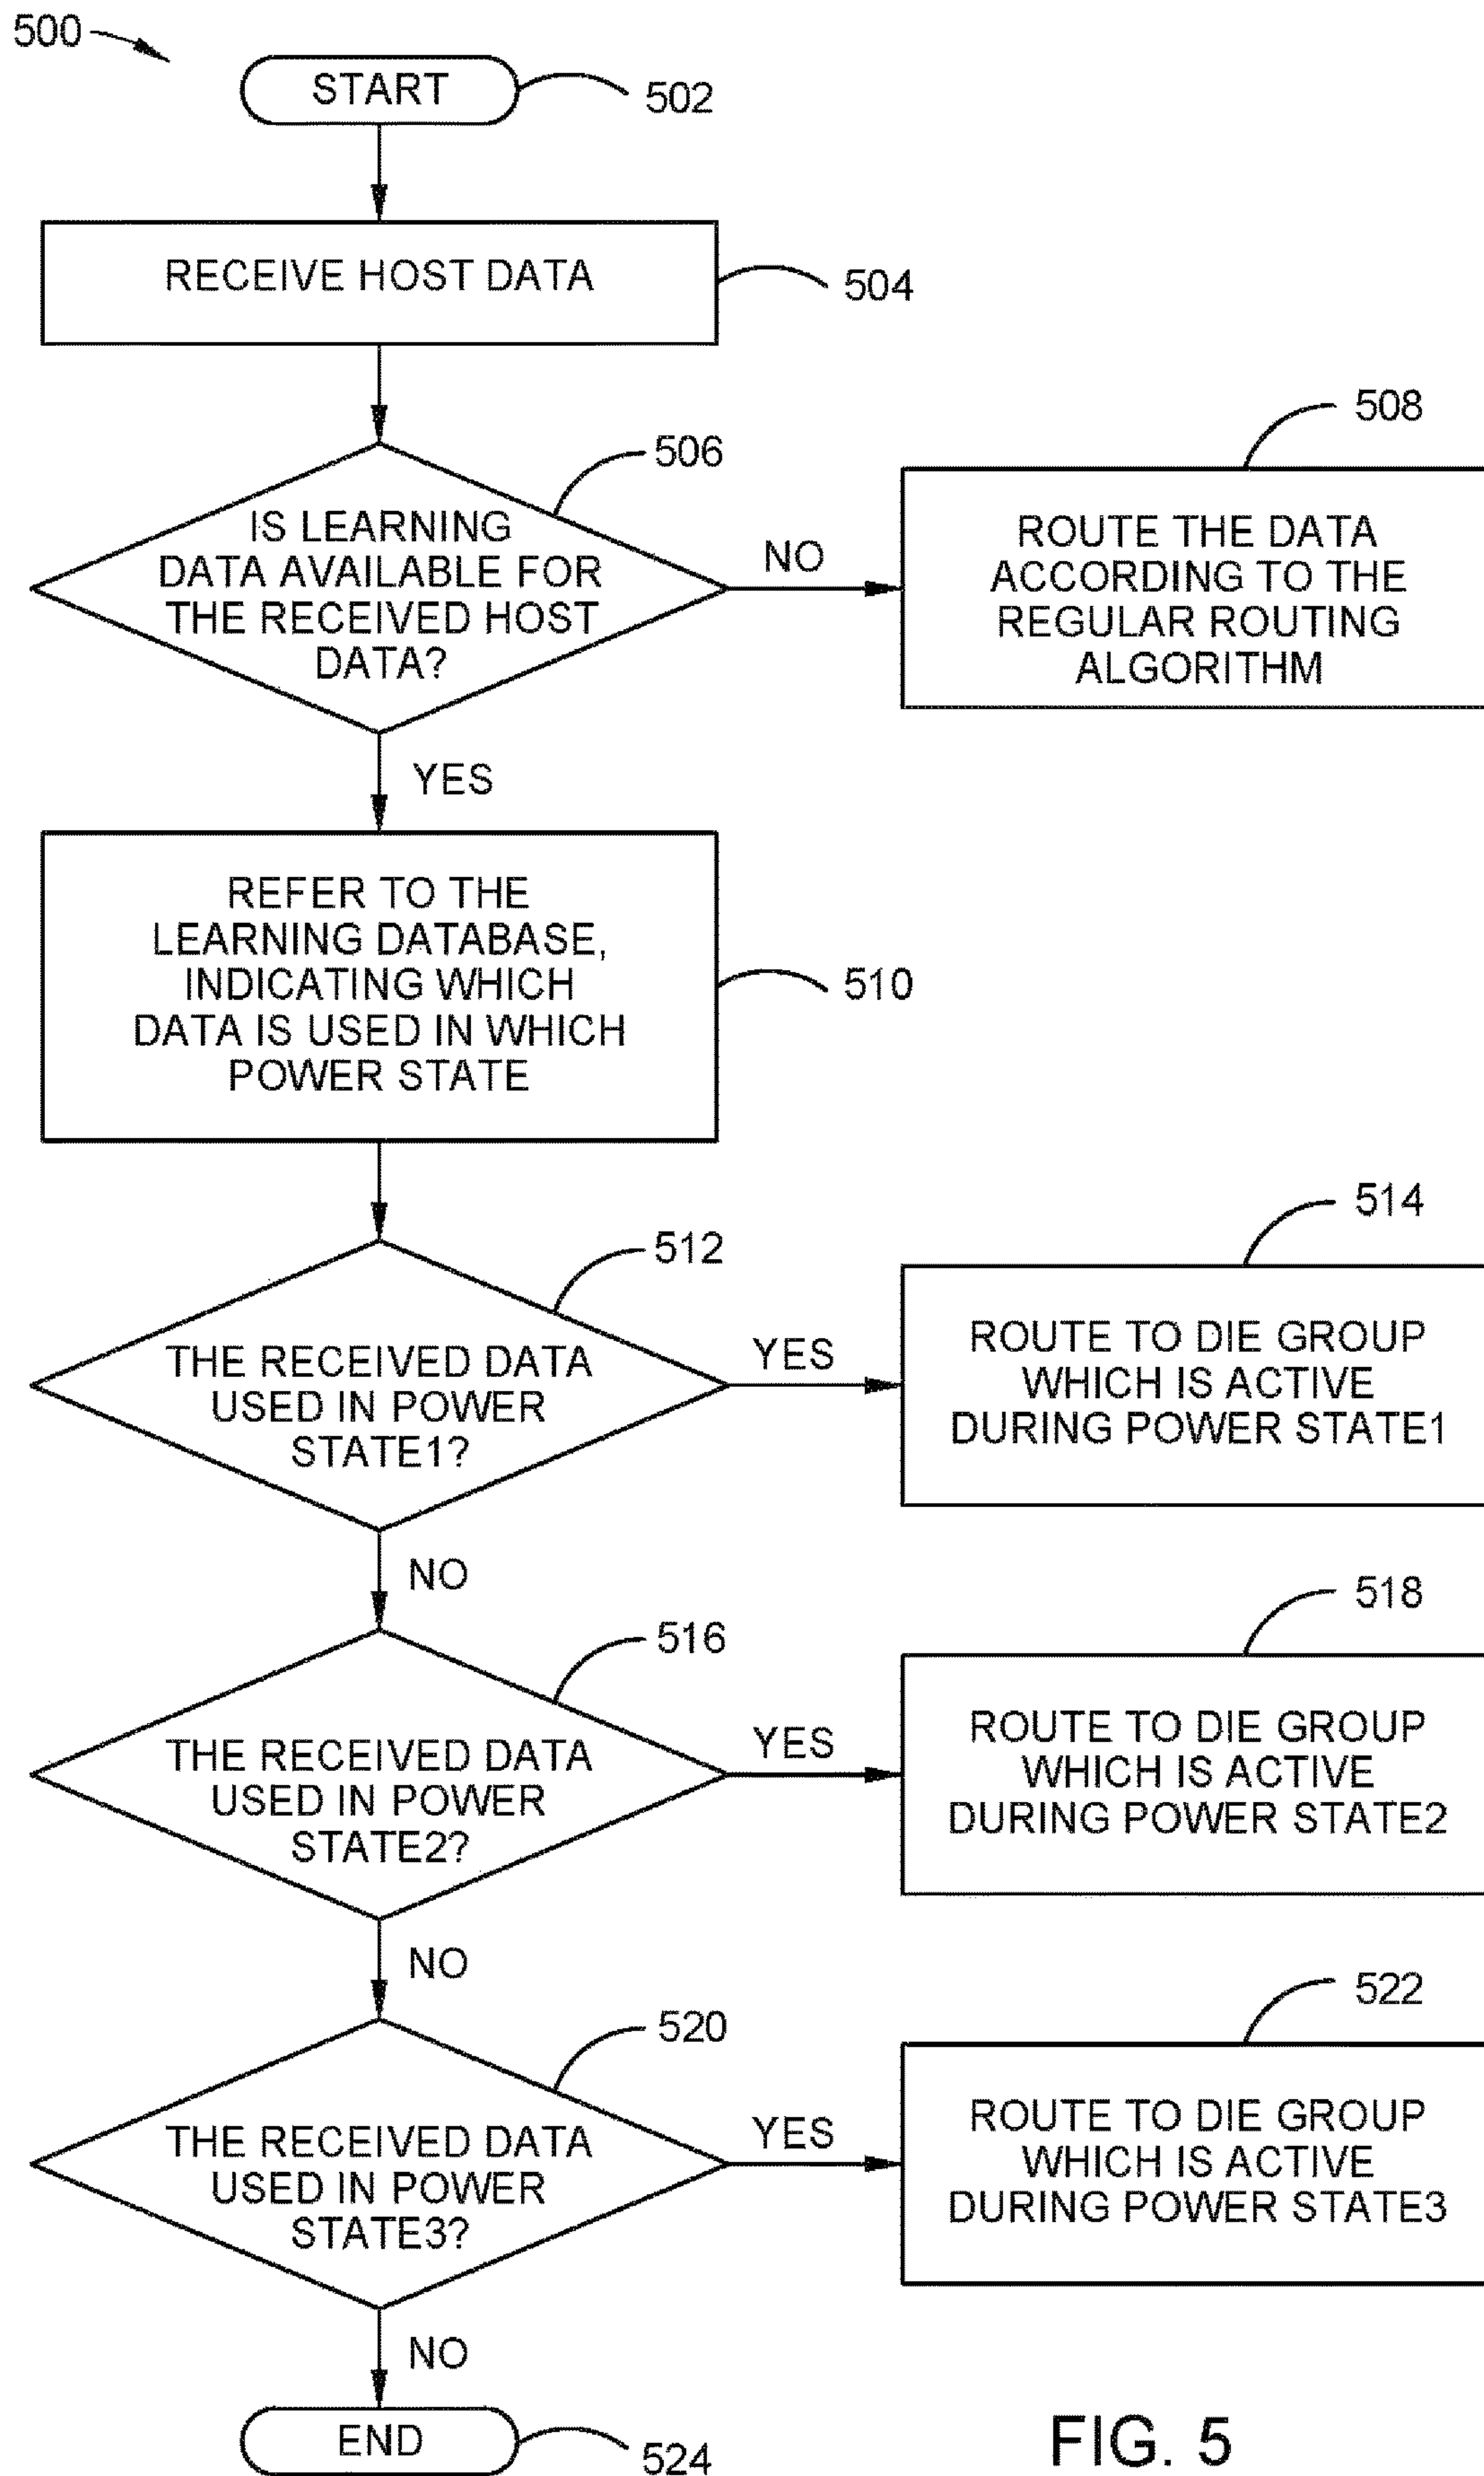 500
START
502
RECEIVE HOST DATA
504
506
IS LEARNING
DATA AVAILABLE FOR
THE RECEIVED HOST
DATA?
NO
508
ROUTE THE DATA
ACCORDING TO THE
REGULAR ROUTING
ALGORITHM
YES
REFER TO THE
LEARNING DATABASE,
INDICATING WHICH
DATA IS USED IN WHICH
POWER STATE
510
512
THE RECEIVED DATA
USED IN POWER
STATE1?
YES
514
ROUTE TO DIE GROUP
WHICH IS ACTIVE
DURING POWER STATE1
NO
516
THE RECEIVED DATA
USED IN POWER
STATE2?
YES
518
ROUTE TO DIE GROUP
WHICH IS ACTIVE
DURING POWER STATE2
NO
520
THE RECEIVED DATA
USED IN POWER
STATE3?
YES
522
ROUTE TO DIE GROUP
WHICH IS ACTIVE
DURING POWER STATE3
NO
END
524
FIG. 5